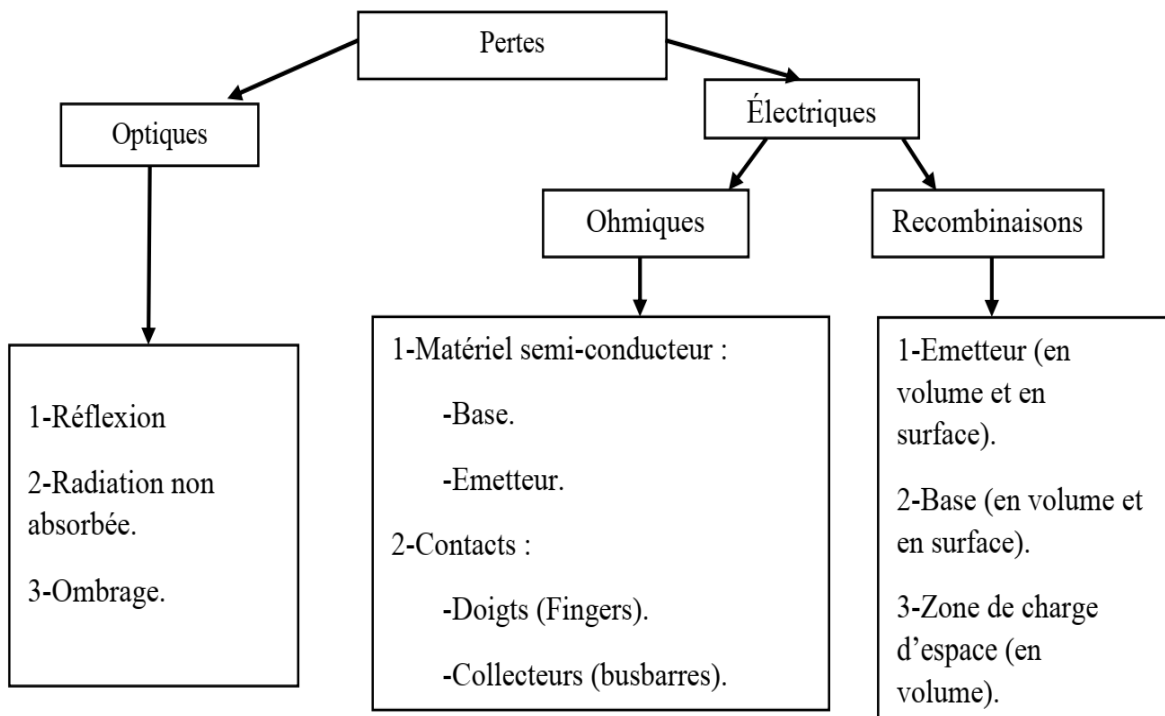 Pertes
Optiques
Électriques
Ohmiques
Recombinaisons
1-Réflexion
2-Radiation non
absorbée.
3-Ombrage.
1-Matériel semi-conducteur :
-Base.
-Emetteur.
2-Contacts :
-Doigts (Fingers).
-Collecteurs (busbarres).
1-Emetteur (en
volume et en
surface).
2-Base (en volume et
en surface).
3-Zone de charge
d’espace (en
volume).